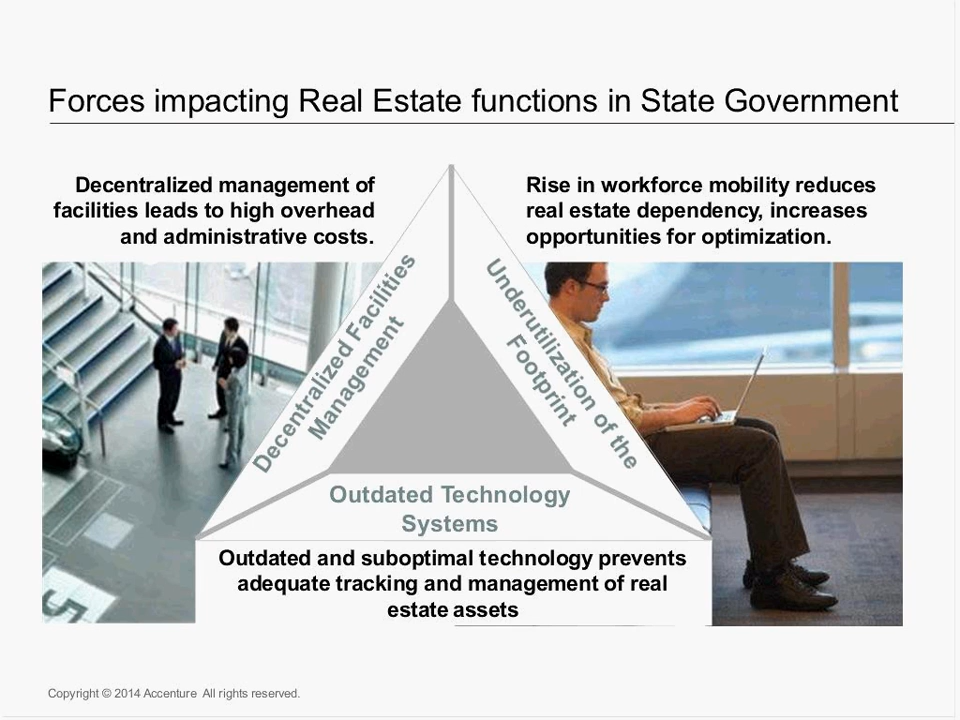 Forces impacting Real Estate functions in State Government
Decentralized management of
facilities leads to high overhead
and administrative costs.
Rise in workforce mobility reduces
real estate dependency, increases
opportunities for optimization.
Decentralized Facilities
Management
Underutilization of the
Footprint
Outdated Technology
Systems
Outdated and suboptimal technology prevents
adequate tracking and management of real
estate assets
5
Copyright © 2014 Accenture All rights reserved.